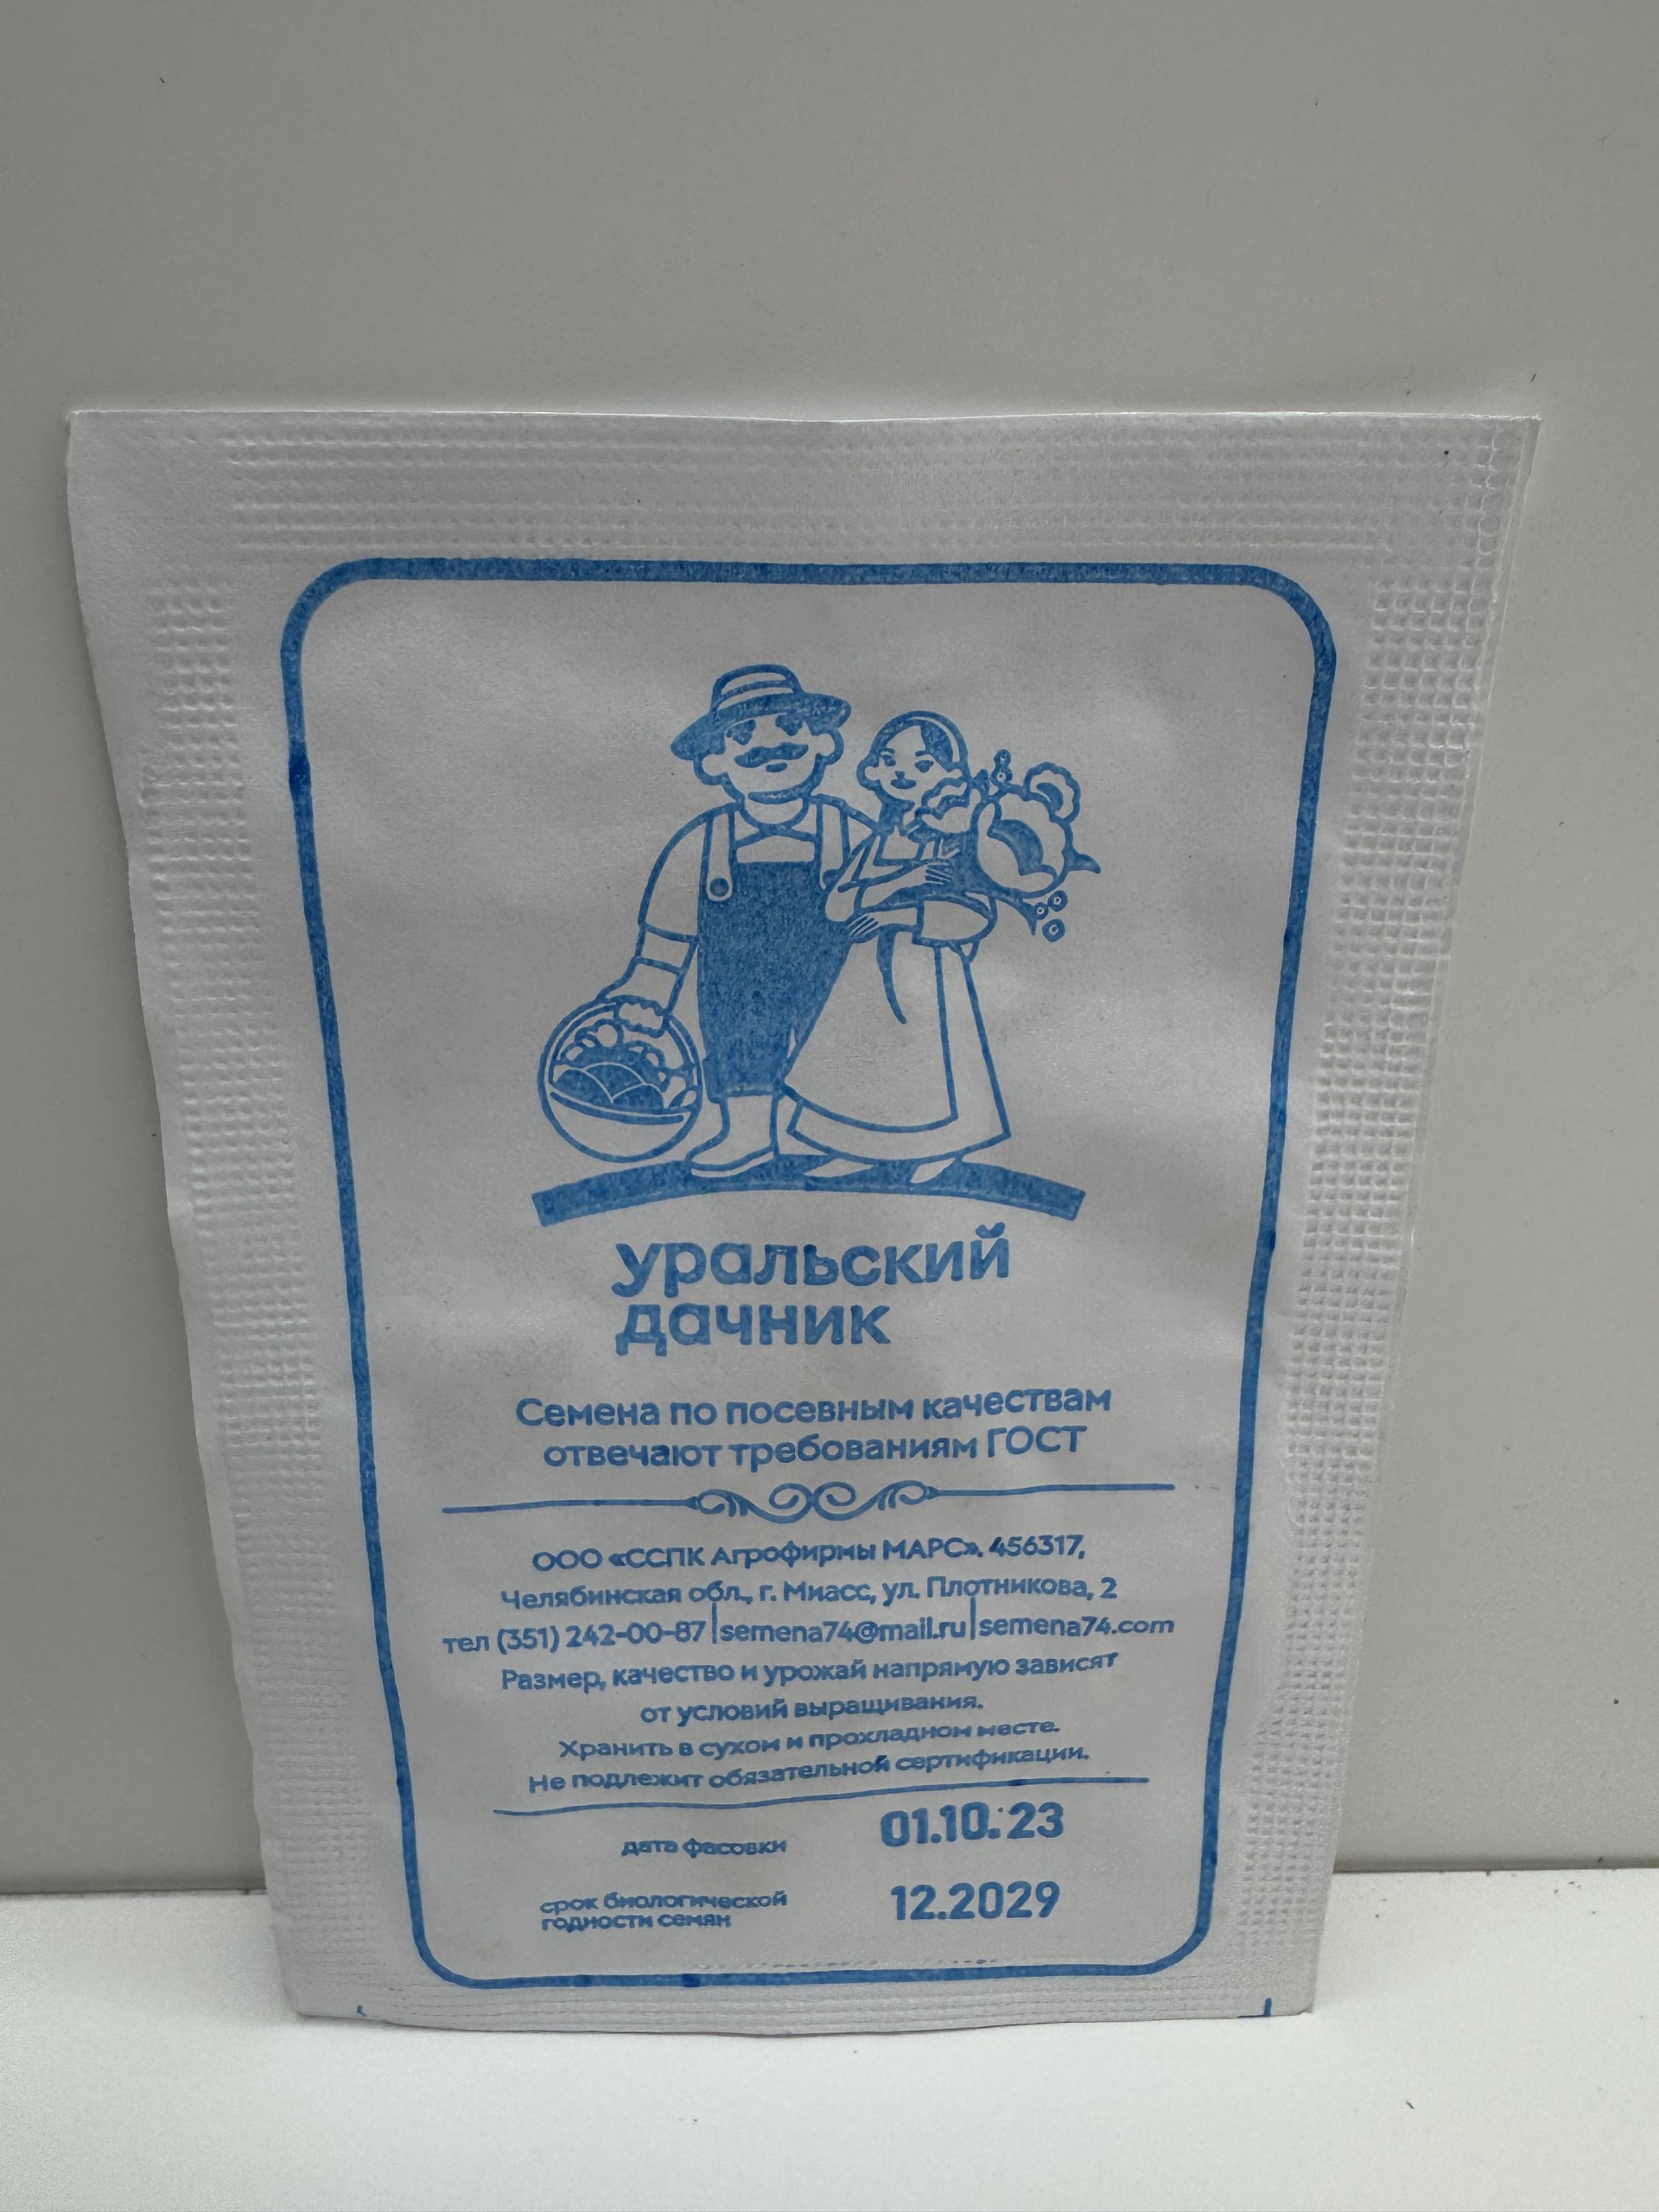 уральский
дачник
Семена по посевным качествам
отвечают требованиям ГОСТ
ООО «ССПК Агрофирмы МАРС». 456317,
Челябинская обл., г. Миасс, ул. Плотникова, 2
тел (351) 242-00-87|semena74@mail.ru|semena74.com
Размер, качество и урожай напрямую зависят
от условий выращивания.
Хранить в сухом и прохладном месте.
Не подлежит обязательной сертификации.
дата фасовки 01.10.23
срок биологической
годности семян 12.2029